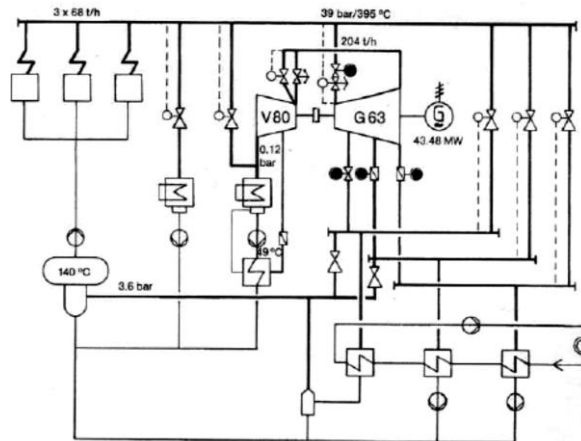 3 x 68 t/h
39 bar/395 °C
204 t/h
V80
G63
G
43.48 MW
0.12
bar
49 °C
140 °C
3.6 bar